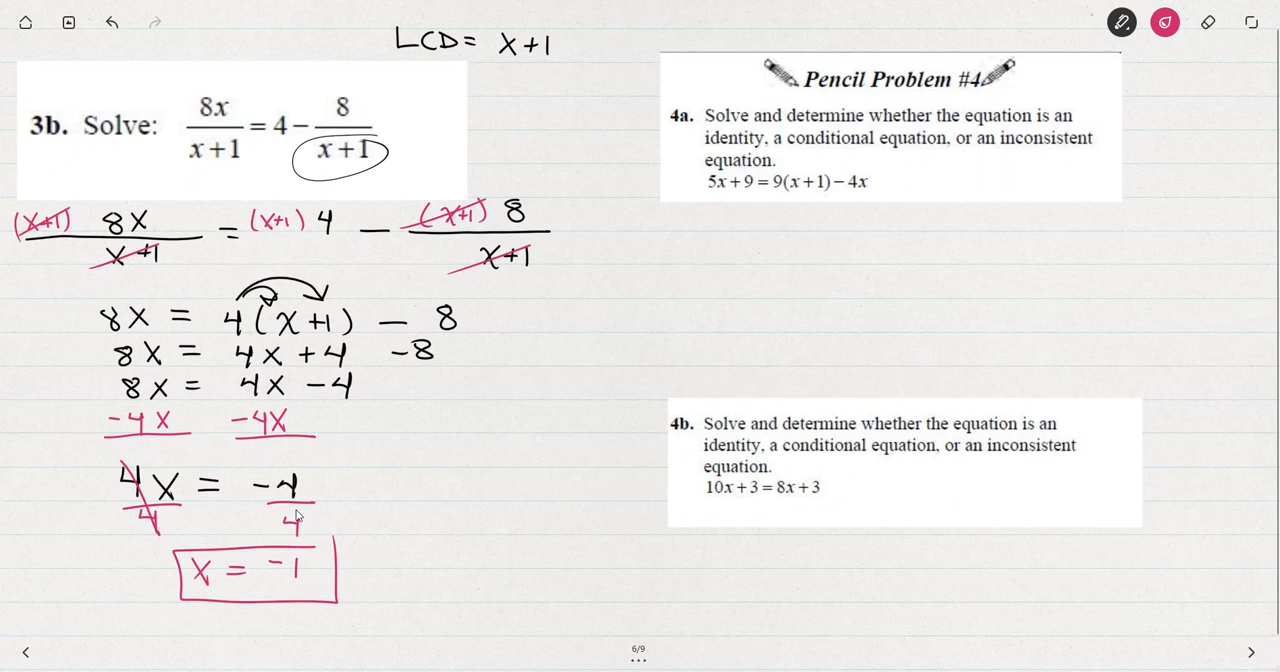 LCD = x+1
3b. Solve: 8x/(x+1) = 4 − 8/(x+1)
(x+1) 8x / x+1 = (x+1) 4 − (x+1) 8 / x+1
8x = 4(x+1) − 8
8x = 4x + 4 − 8
8x = 4x − 4
−4x −4x
4x = −4
4 4
x = −1
Pencil Problem #4
4a. Solve and determine whether the equation is an
identity, a conditional equation, or an inconsistent
equation.
5x + 9 = 9(x + 1) − 4x
4b. Solve and determine whether the equation is an
identity, a conditional equation, or an inconsistent
equation.
10x + 3 = 8x + 3
6/9